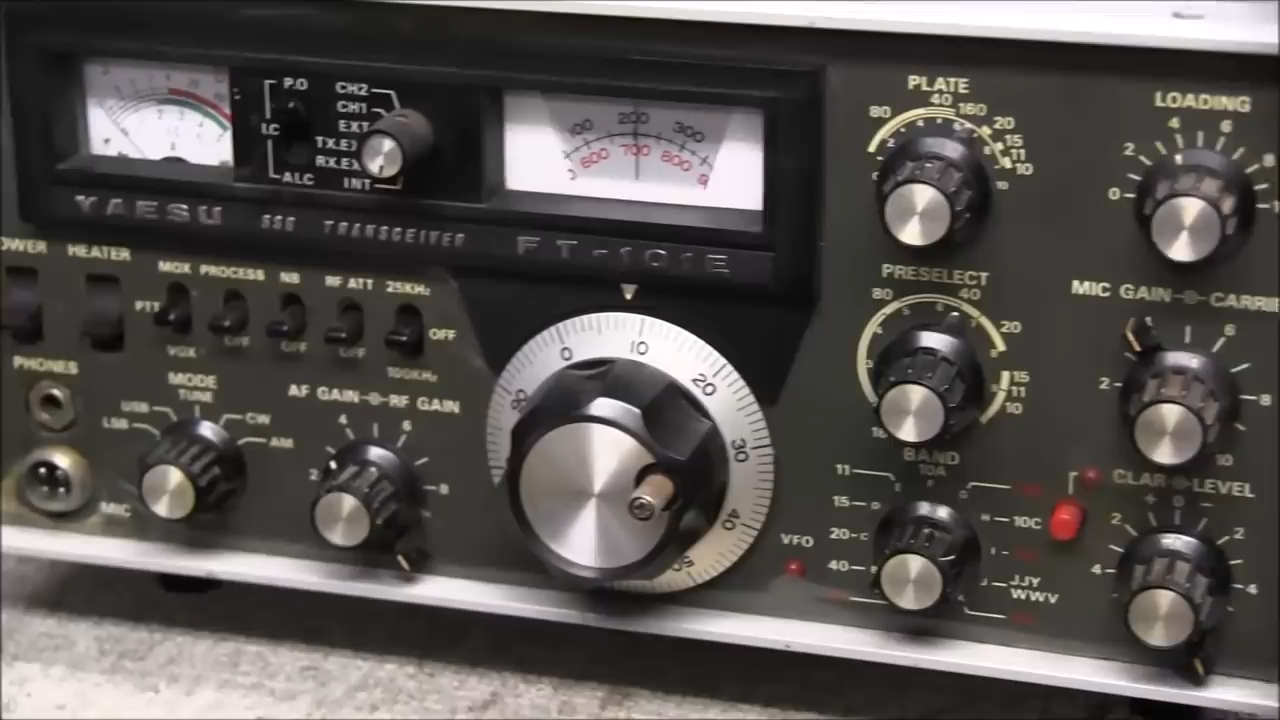 P.O
IC
ALC
CH2
CH1
EXT
TX.EX
RX.EX
INT
200
300
600
700
800
YAESU SSB TRANSCEIVER FT-101E
PLATE
80 40 160 20 15 11 10
LOADING
0 2 4 6 8
HEATER
MOX
PTT
VOX
PROCESS
OFF
NB
OFF
RF ATT
OFF
25KHz
OFF
100KHz
PHONES
MIC
MODE
TUNE
USB
LSB
CW
AM
AF GAIN RF GAIN
2 4 6 8
0 10 20 30 40 50
PRESELECT
80 40 20 15 11 10
MIC GAIN
2 6 8 10
BAND
10A
11
15
20
40
10C
JJY
WWV
VFO
CLAR LEVEL
+ 0 -
4 2 2 4